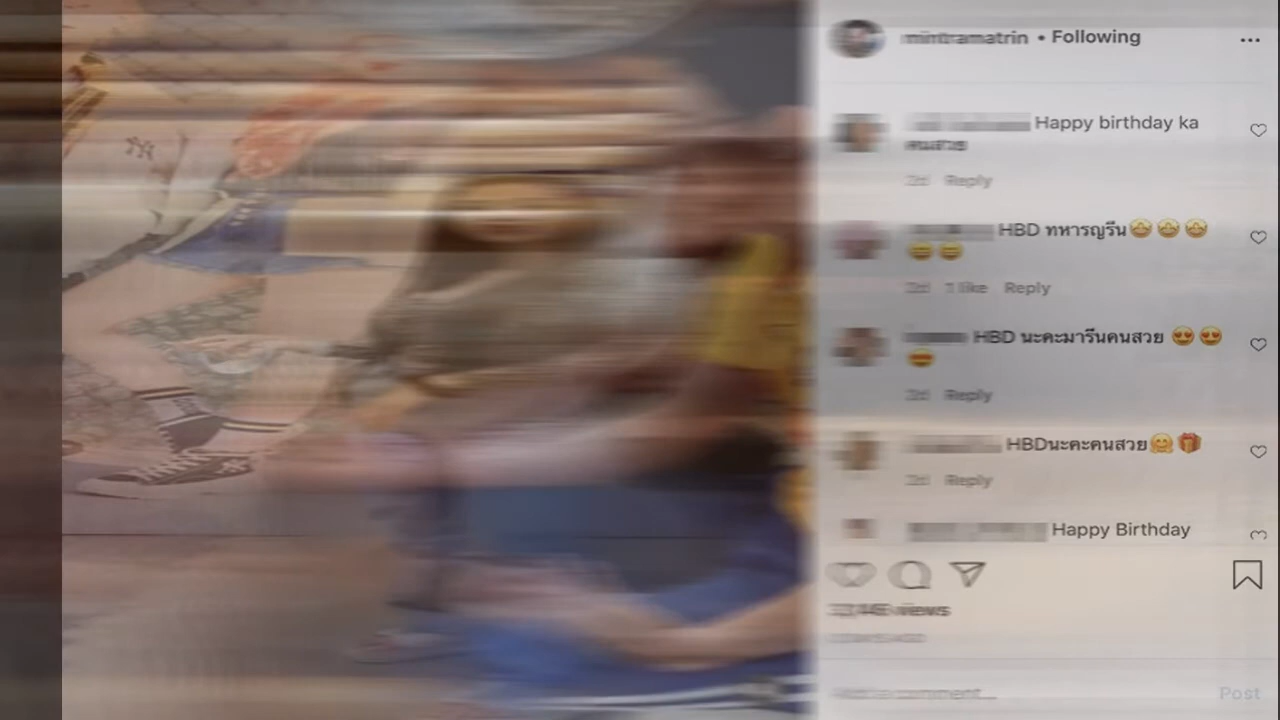 mintramatrin • Following
Happy birthday ka
คนสวย
2d Reply
HBD ทหารญรีน🤩🤩🤩
😄😄
2d 1 like Reply
HBD นะคะมารีนคนสวย 😍😍
😍
2d Reply
HBDนะคะคนสวย🤗🎁
2d Reply
Happy Birthday
views
Add a comment...
Post